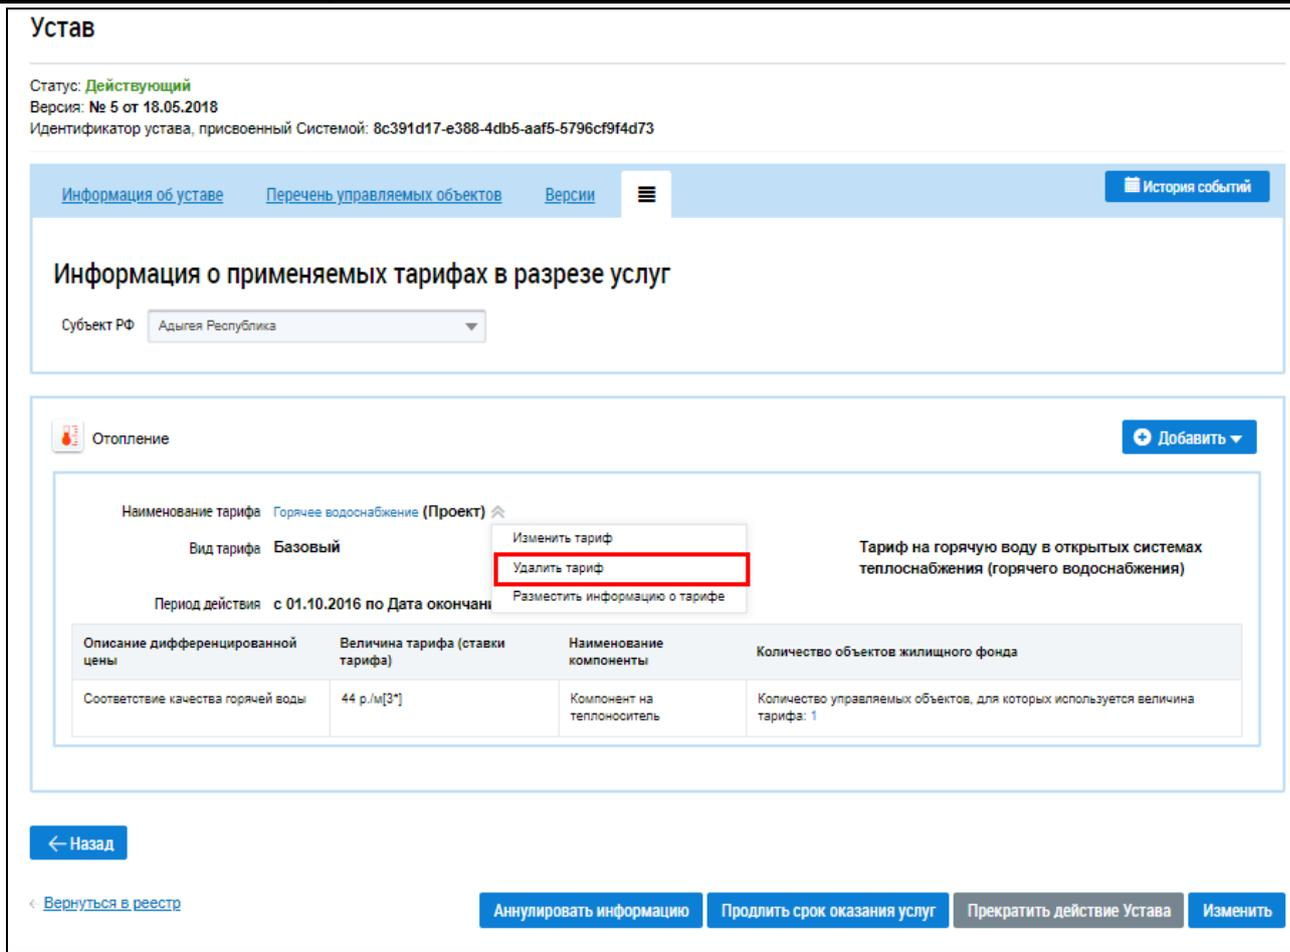 Устав
Статус: Действующий
Версия: № 5 от 18.05.2018
Идентификатор устава, присвоенный Системой: 8c391d17-e388-4db5-aaf5-5796cf9f4d73
Информация об уставе Перечень управляемых объектов Версии История событий
Информация о применяемых тарифах в разрезе услуг
Субъект РФ Адыгея Республика
Отопление Добавить
Наименование тарифа Горячее водоснабжение (Проект)
Изменить тариф
Вид тарифа Базовый
Тариф на горячую воду в открытых системах
теплоснабжения (горячего водоснабжения)
Удалить тариф
Разместить информацию о тарифе
Период действия с 01.10.2016 по Дата окончани
Описание дифференцированной
цены
Величина тарифа (ставки
тарифа)
Наименование
компоненты
Количество объектов жилищного фонда
Соответствие качества горячей воды
44 р./м[3*]
Компонент на
теплоноситель
Количество управляемых объектов, для которых используется величина
тарифа: 1
Назад
Вернуться в реестр
Аннулировать информацию Продлить срок оказания услуг Прекратить действие Устава Изменить